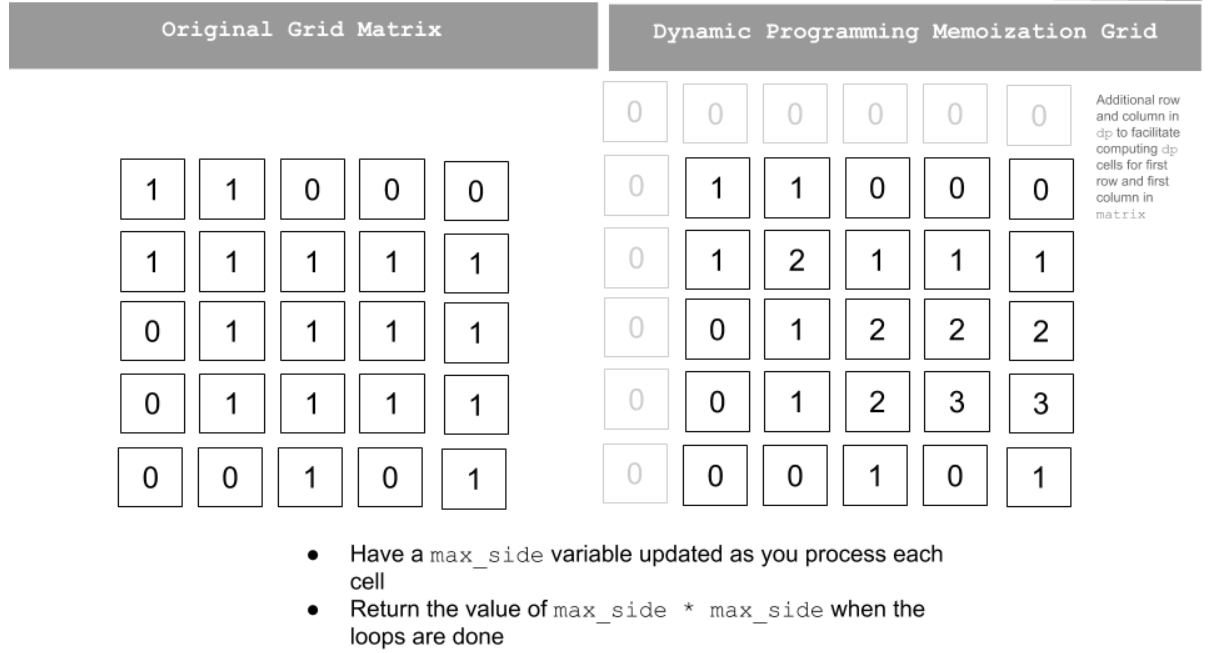 Original Grid Matrix
Dynamic Programming Memoization Grid
0 0 0 0 0 0
Additional row
and column in
dp to facilitate
computing dp
cells for first
row and first
column in
matrix
1 1 0 0 0
0 1 1 0 0 0
1 1 1 1 1
0 1 2 1 1 1
0 1 1 1 1
0 0 1 2 2 2
0 1 1 1 1
0 0 1 2 3 3
0 0 1 0 1
0 0 0 1 0 1
● Have a max_side variable updated as you process each
cell
● Return the value of max_side * max_side when the
loops are done